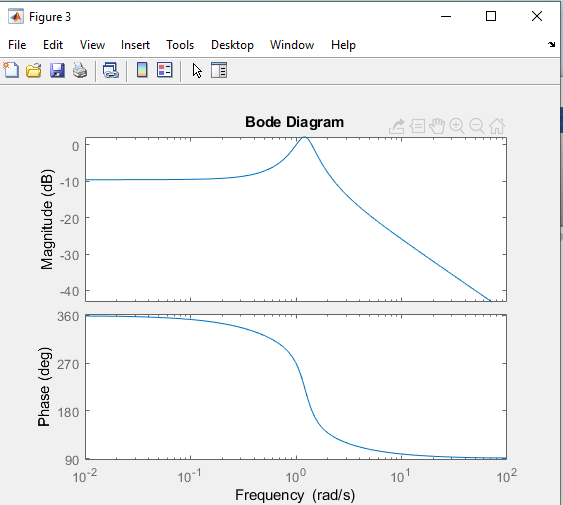 Figure 3
File Edit View Insert Tools Desktop Window Help
Bode Diagram
Magnitude (dB)
0
-10
-20
-30
-40
Phase (deg)
360
270
180
90
10^-2 10^-1 10^0 10^1 10^2
Frequency (rad/s)